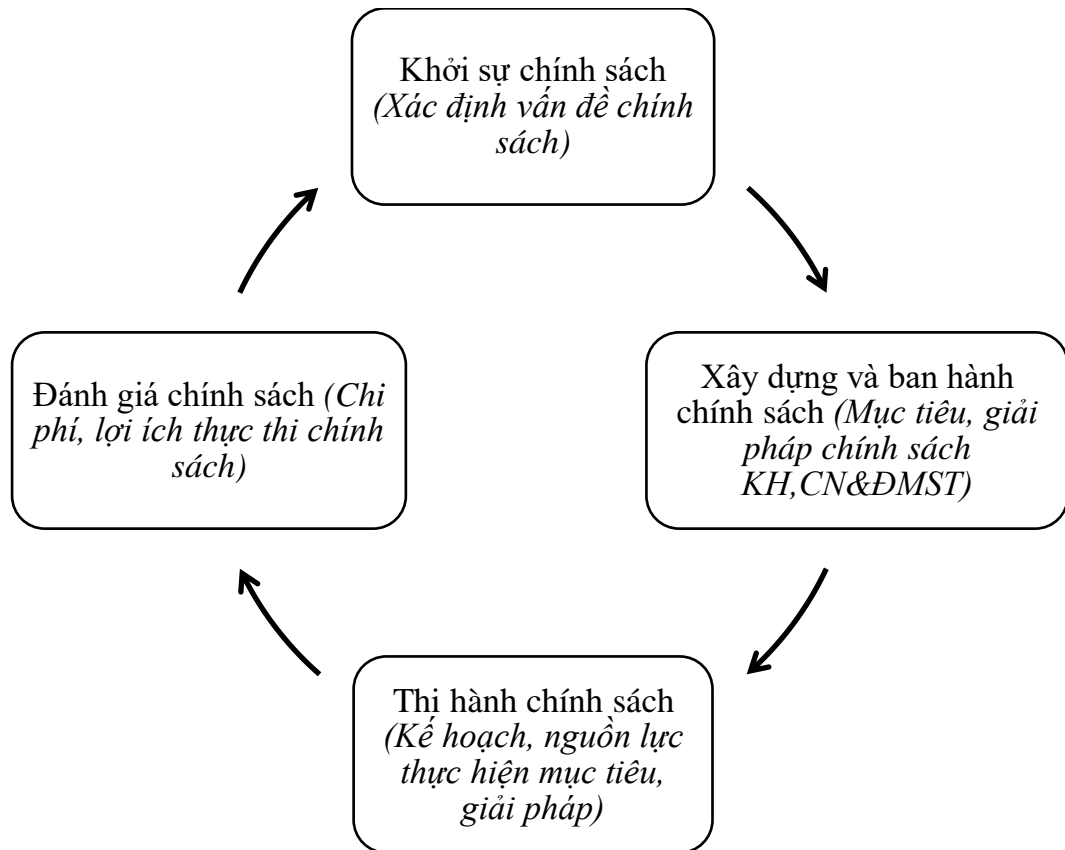 Khởi sự chính sách
(Xác định vấn đề chính
sách)
Xây dựng và ban hành
chính sách (Mục tiêu, giải
pháp chính sách
KH,CN&ĐMST)
Thi hành chính sách
(Kế hoạch, nguồn lực
thực hiện mục tiêu,
giải pháp)
Đánh giá chính sách (Chi
phí, lợi ích thực thi chính
sách)